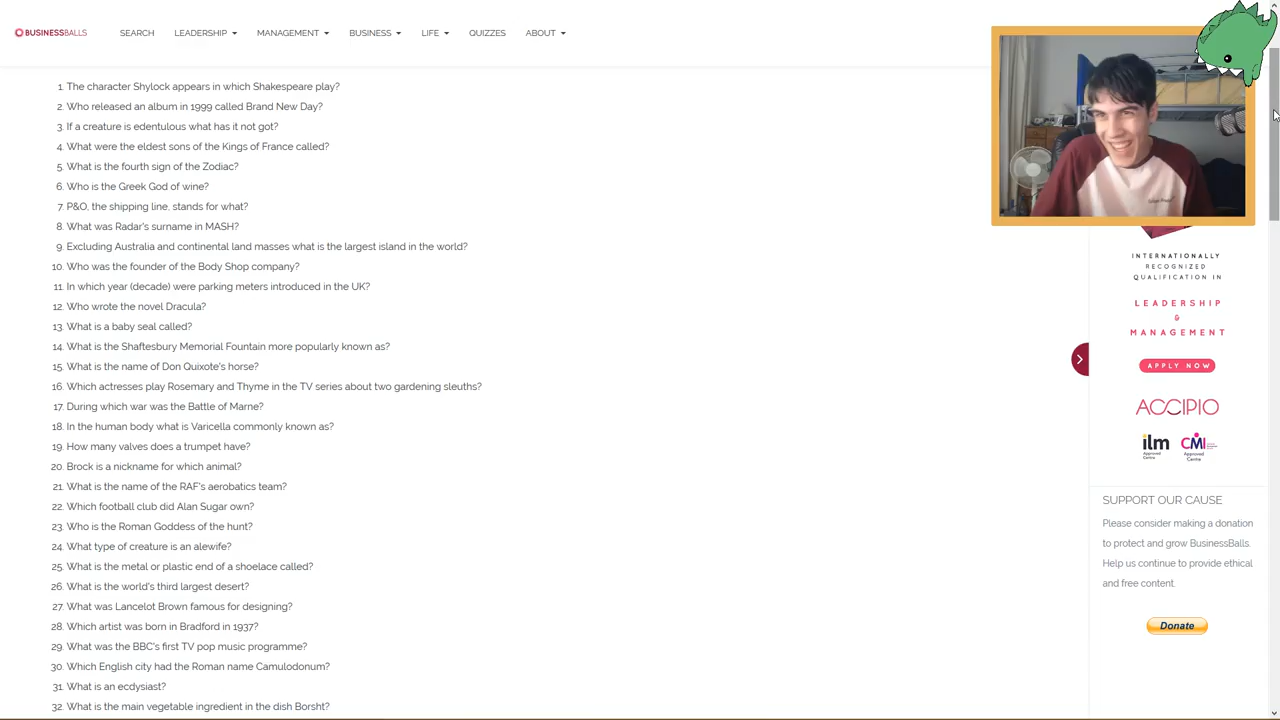 BUSINESSBALLS
SEARCH
LEADERSHIP
MANAGEMENT
BUSINESS
LIFE
QUIZZES
ABOUT
1. The character Shylock appears in which Shakespeare play?
2. Who released an album in 1999 called Brand New Day?
3. If a creature is edentulous what has it not got?
4. What were the eldest sons of the Kings of France called?
5. What is the fourth sign of the Zodiac?
6. Who is the Greek God of wine?
7. P&O, the shipping line, stands for what?
8. What was Radar's surname in MASH?
9. Excluding Australia and continental land masses what is the largest island in the world?
10. Who was the founder of the Body Shop company?
11. In which year (decade) were parking meters introduced in the UK?
12. Who wrote the novel Dracula?
13. What is a baby seal called?
14. What is the Shaftesbury Memorial Fountain more popularly known as?
15. What is the name of Don Quixote's horse?
16. Which actresses play Rosemary and Thyme in the TV series about two gardening sleuths?
17. During which war was the Battle of Marne?
18. In the human body what is Varicella commonly known as?
19. How many valves does a trumpet have?
20. Brock is a nickname for which animal?
21. What is the name of the RAF's aerobatics team?
22. Which football club did Alan Sugar own?
23. Who is the Roman Goddess of the hunt?
24. What type of creature is an alewife?
25. What is the metal or plastic end of a shoelace called?
26. What is the world's third largest desert?
27. What was Lancelot Brown famous for designing?
28. Which artist was born in Bradford in 1937?
29. What was the BBC's first TV pop music programme?
30. Which English city had the Roman name Camulodonum?
31. What is an ecdysiast?
32. What is the main vegetable ingredient in the dish Borsht?
INTERNATIONALLY
RECOGNIZED
QUALIFICATION IN
LEADERSHIP
&
MANAGEMENT
APPLY NOW
ACCIPIO
ilm
Approved
Centre
CMI
Approved
Centre
SUPPORT OUR CAUSE
Please consider making a donation
to protect and grow BusinessBalls.
Help us continue to provide ethical
and free content.
Donate